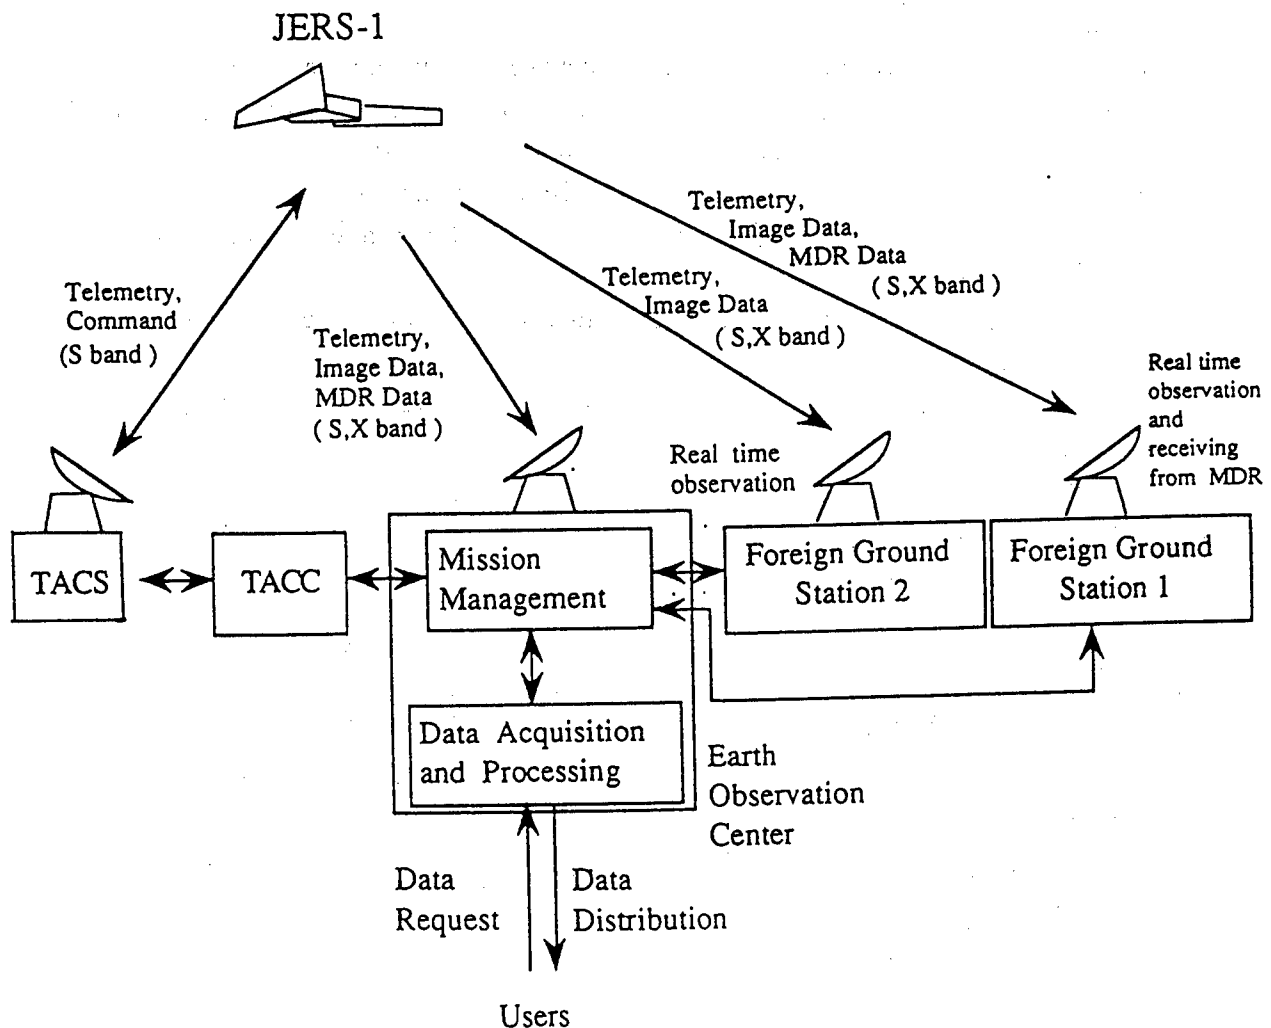 JERS-1
Telemetry,
Image Data,
MDR Data
( S,X band )
Telemetry,
Image Data
( S,X band )
Telemetry,
Command
(S band )
Telemetry,
Image Data,
MDR Data
( S,X band )
Real time
observation
and
receiving
from MDR
Real time
observation
TACS
TACC
Mission
Management
Foreign Ground
Station 2
Foreign Ground
Station 1
Data Acquisition
and Processing
Earth
Observation
Center
Data
Request
Data
Distribution
Users